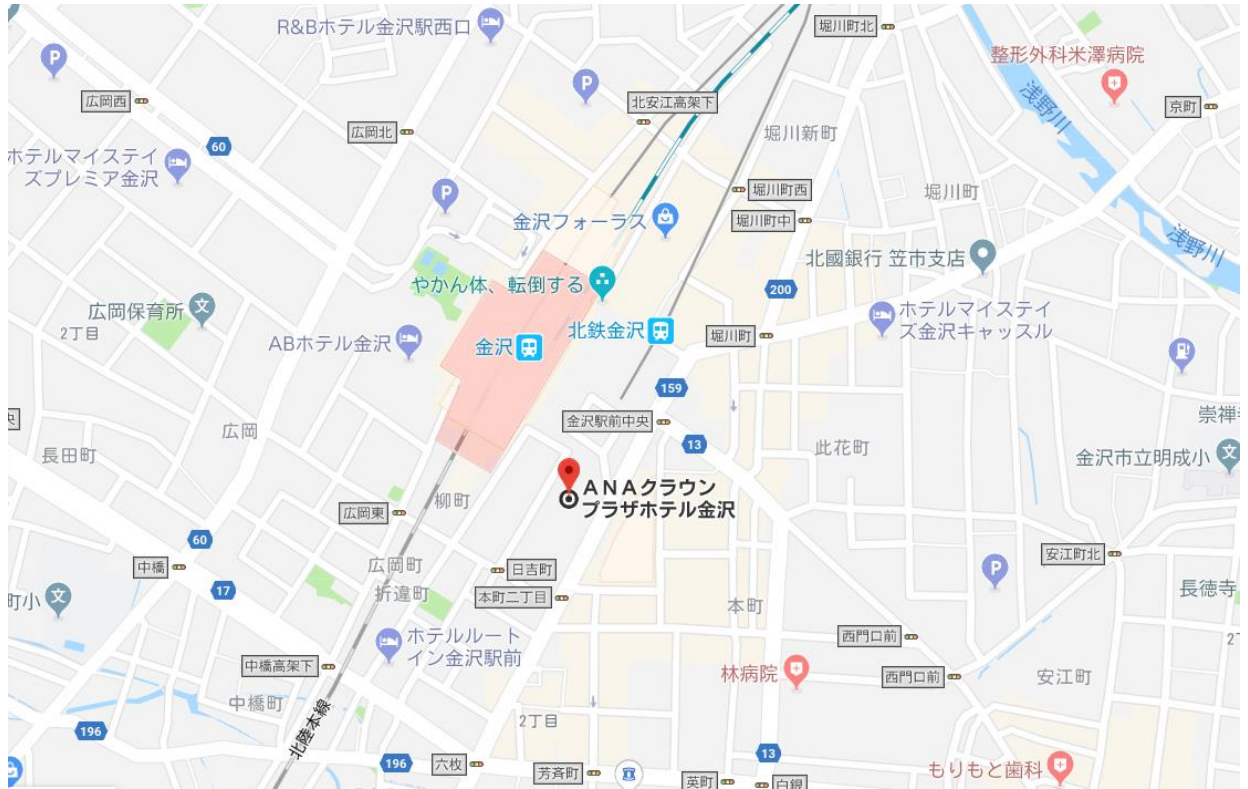 R&Bホテル金沢駅西口
堀川町北
整形外科米澤病院
広岡西
北安江高架下
京町
浅野川
広岡北
堀川新町
60
ホテルマイステイ
ズプレミア金沢
堀川町西
堀川町
金沢フォーラス
堀川町中
浅野川
北國銀行 笠市支店
やかん体、転倒する
200
広岡保育所
2丁目
ホテルマイステイ
ズ金沢キャッスル
北鉄金沢
堀川町
ABホテル金沢
金沢
159
金沢駅前中央
13
広岡
此花町
長田町
金沢市立明成小
ANAクラウン
プラザホテル金沢
柳町
広岡東
60
中橋
安江町北
広岡町
日吉町
17
折違町
本町二丁目
長徳寺
町小
本町
西門口前
ホテルルート
イン金沢駅前
中橋高架下
林病院
西門口前
安江町
中橋町
2丁目
北陸本線
196
196
六枚
13
芳斉町
英町
白銀
もりもと歯科